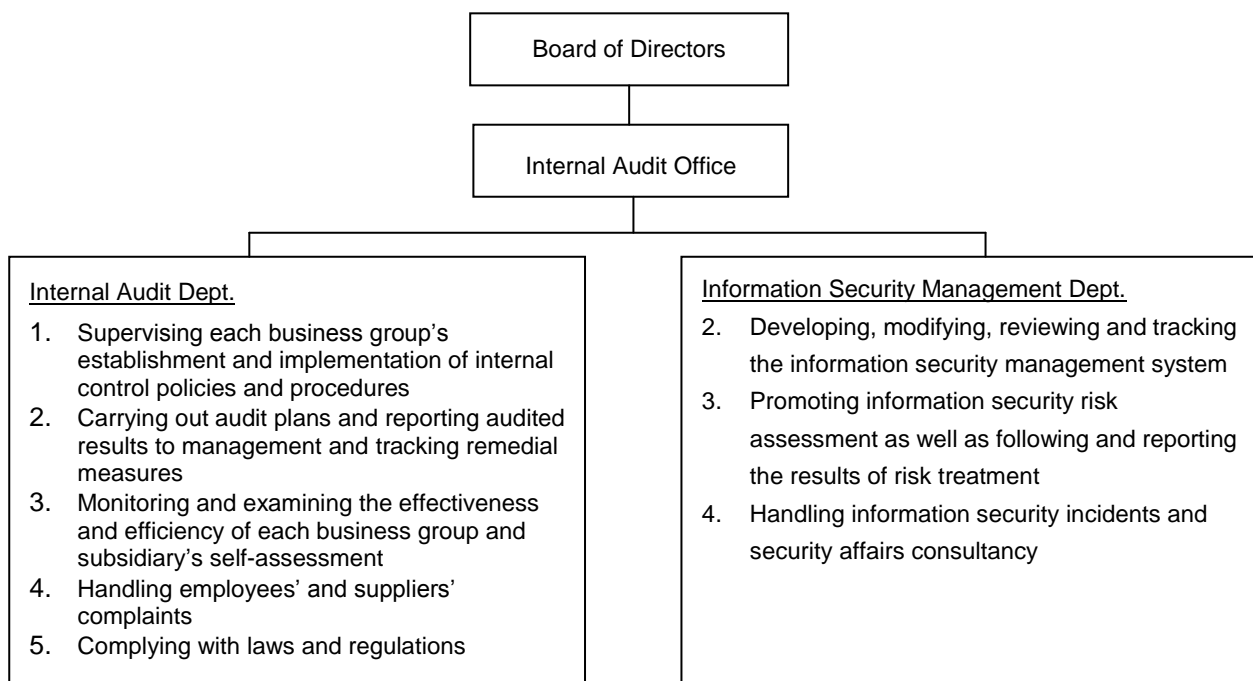 Board of Directors
Internal Audit Office
Internal Audit Dept.
1. Supervising each business group’s
establishment and implementation of internal
control policies and procedures
2. Carrying out audit plans and reporting audited
results to management and tracking remedial
measures
3. Monitoring and examining the effectiveness
and efficiency of each business group and
subsidiary’s self-assessment
4. Handling employees’ and suppliers’
complaints
5. Complying with laws and regulations
Information Security Management Dept.
2. Developing, modifying, reviewing and tracking
the information security management system
3. Promoting information security risk
assessment as well as following and reporting
the results of risk treatment
4. Handling information security incidents and
security affairs consultancy